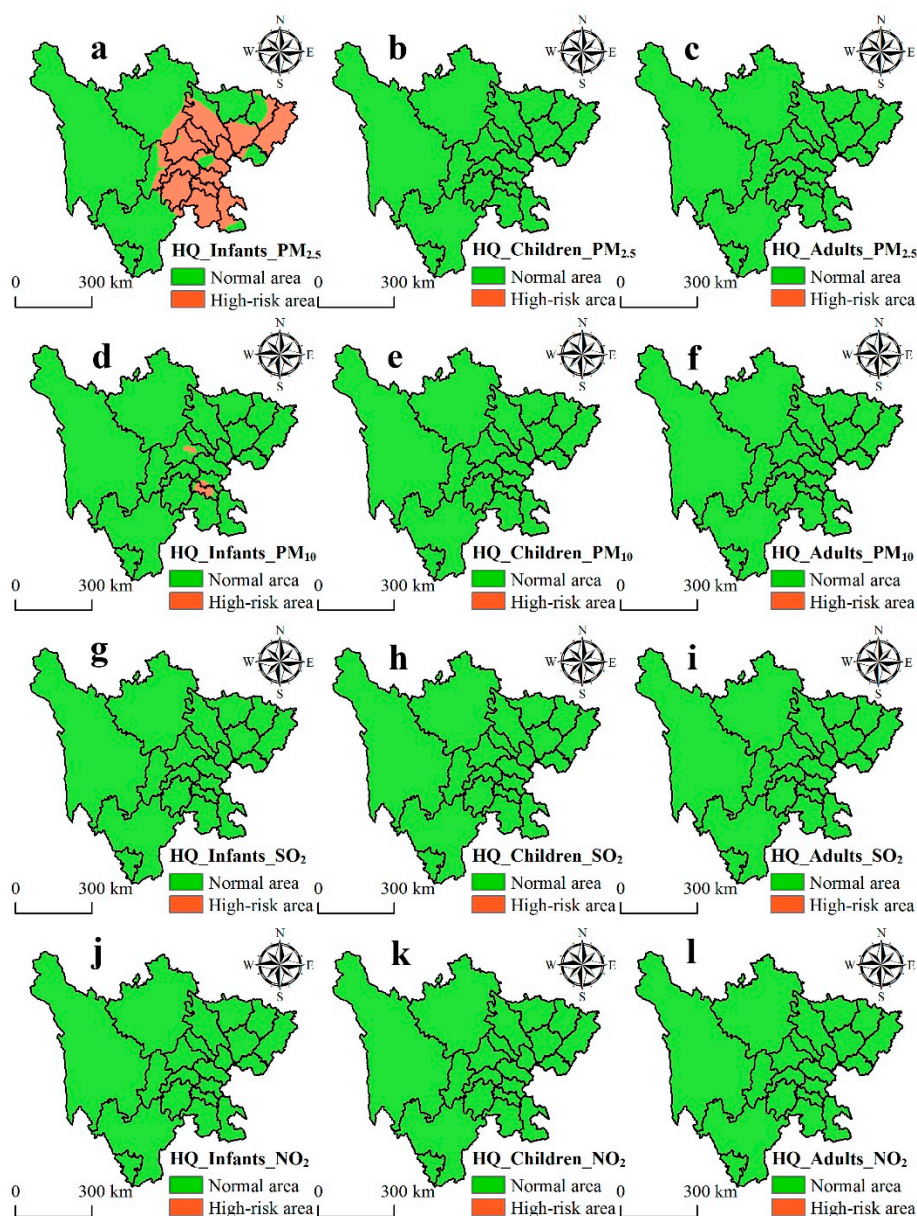 a
N
W E
S
HQ_Infants_PM₂.₅
Normal area
High-risk area
0 300 km
b
N
W E
S
HQ_Children_PM₂.₅
Normal area
High-risk area
0 300 km
c
N
W E
S
HQ_Adults_PM₂.₅
Normal area
High-risk area
0 300 km
d
N
W E
S
HQ_Infants_PM₁₀
Normal area
High-risk area
0 300 km
e
N
W E
S
HQ_Children_PM₁₀
Normal area
High-risk area
0 300 km
f
N
W E
S
HQ_Adults_PM₁₀
Normal area
High-risk area
0 300 km
g
N
W E
S
HQ_Infants_SO₂
Normal area
High-risk area
0 300 km
h
N
W E
S
HQ_Children_SO₂
Normal area
High-risk area
0 300 km
i
N
W E
S
HQ_Adults_SO₂
Normal area
High-risk area
0 300 km
j
N
W E
S
HQ_Infants_NO₂
Normal area
High-risk area
0 300 km
k
N
W E
S
HQ_Children_NO₂
Normal area
High-risk area
0 300 km
l
N
W E
S
HQ_Adults_NO₂
Normal area
High-risk area
0 300 km